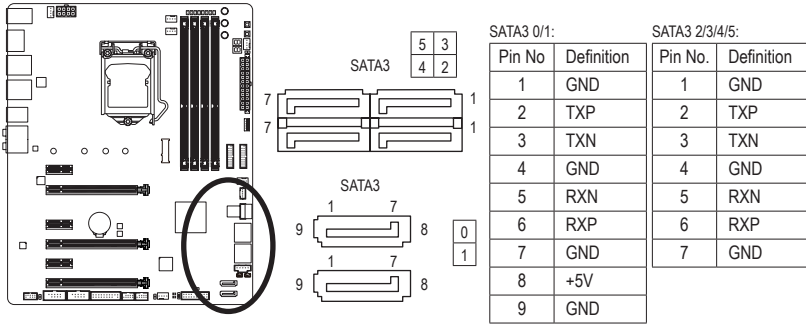 SATA3
5 3
4 2
7 1
7 1
SATA3
1 7
9 8
0
1
1 7
9 8
SATA3 0/1:
Pin No Definition
1 GND
2 TXP
3 TXN
4 GND
5 RXN
6 RXP
7 GND
8 +5V
9 GND
SATA3 2/3/4/5:
Pin No. Definition
1 GND
2 TXP
3 TXN
4 GND
5 RXN
6 RXP
7 GND